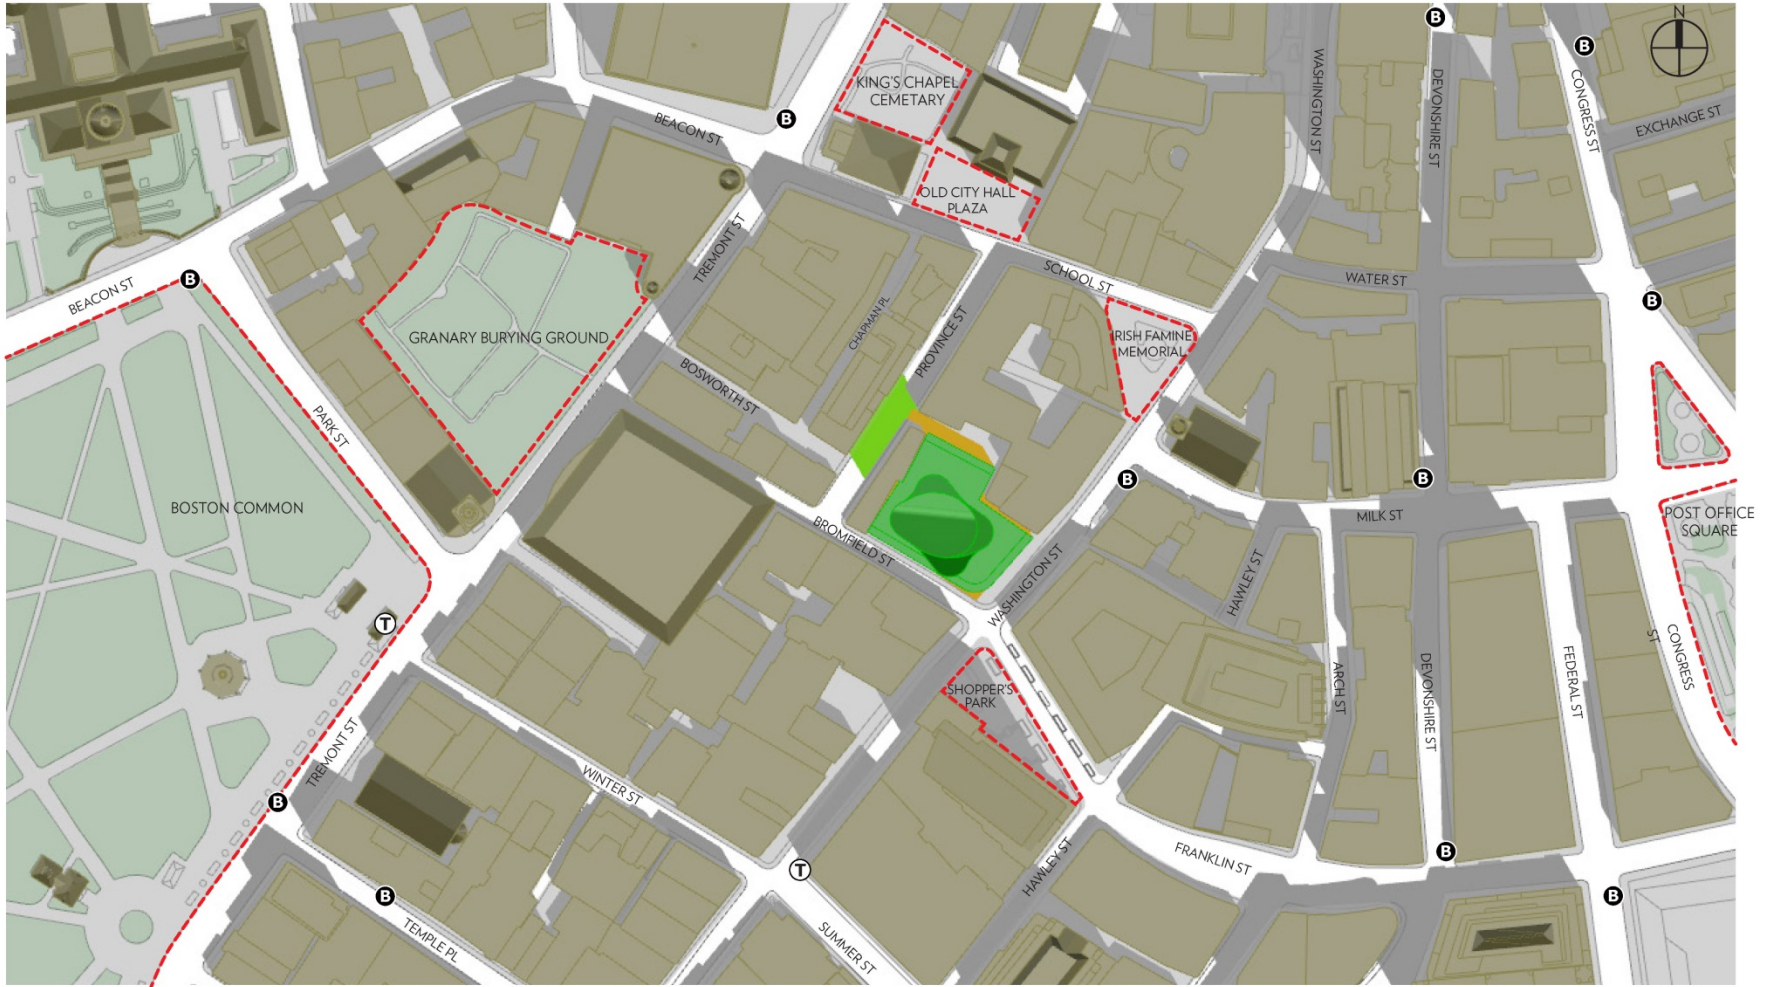 N
B
B
KING'S CHAPEL
CEMETARY
WASHINGTON ST
DEVONSHIRE ST
CONGRESS ST
EXCHANGE ST
BEACON ST
B
OLD CITY HALL
PLAZA
TREMONT ST
SCHOOL ST
WATER ST
BEACON ST
B
B
GRANARY BURYING GROUND
CHAPMAN PL
PROVINCE ST
IRISH FAMINE
MEMORIAL
BOSWORTH ST
PARK ST
B
B
BOSTON COMMON
BROMFIELD ST
MILK ST
POST OFFICE
SQUARE
WASHINGTON ST
HAWLEY ST
T
SHOPPER'S
PARK
ARCH ST
DEVONSHIRE ST
FEDERAL ST
CONGRESS
ST
TREMONT ST
WINTER ST
B
T
HAWLEY ST
FRANKLIN ST
B
B
B
TEMPLE PL
SUMMER ST